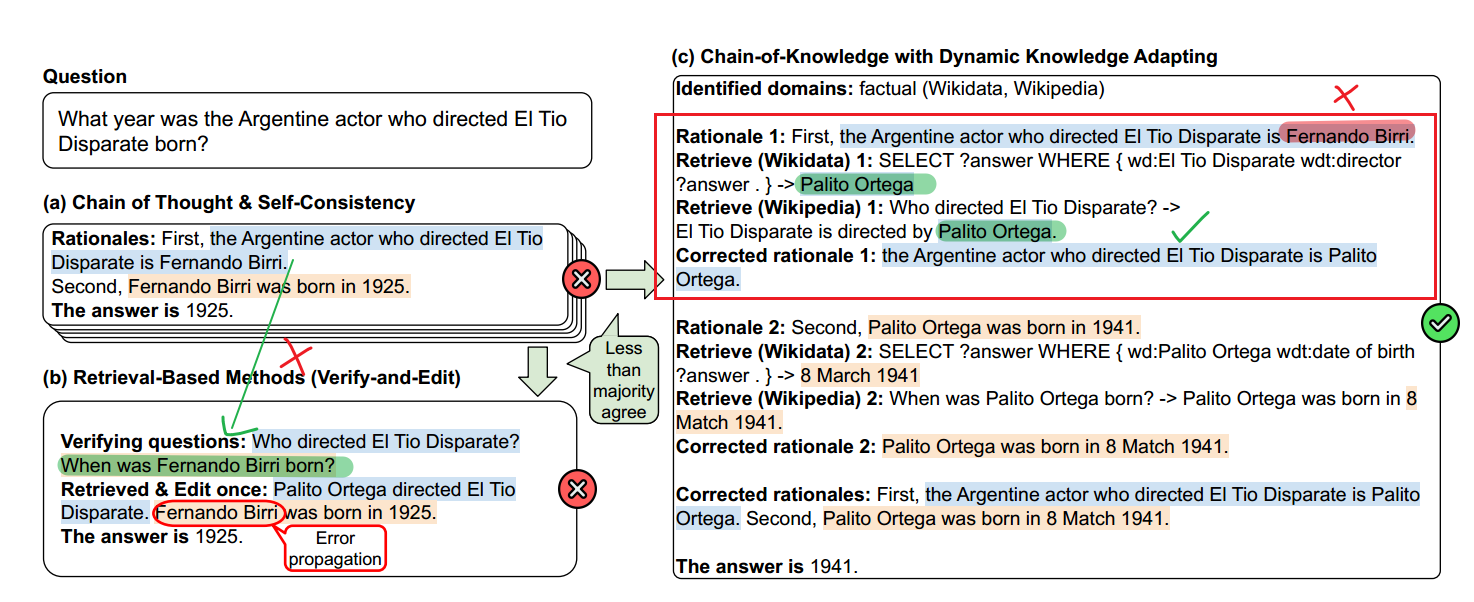 Question
What year was the Argentine actor who directed El Tio
Disparate born?
(a) Chain of Thought & Self-Consistency
Rationales: First, the Argentine actor who directed El Tio
Disparate is Fernando Birri.
Second, Fernando Birri was born in 1925.
The answer is 1925.
Less
than
majority
agree
(b) Retrieval-Based Methods (Verify-and-Edit)
Verifying questions: Who directed El Tio Disparate?
When was Fernando Birri born?
Retrieved & Edit once: Palito Ortega directed El Tio
Disparate. Fernando Birri was born in 1925.
The answer is 1925.
Error
propagation
(c) Chain-of-Knowledge with Dynamic Knowledge Adapting
Identified domains: factual (Wikidata, Wikipedia)
Rationale 1: First, the Argentine actor who directed El Tio Disparate is Fernando Birri.
Retrieve (Wikidata) 1: SELECT ?answer WHERE { wd:El Tio Disparate wdt:director
?answer . } -> Palito Ortega
Retrieve (Wikipedia) 1: Who directed El Tio Disparate? ->
El Tio Disparate is directed by Palito Ortega.
Corrected rationale 1: the Argentine actor who directed El Tio Disparate is Palito
Ortega.
Rationale 2: Second, Palito Ortega was born in 1941.
Retrieve (Wikidata) 2: SELECT ?answer WHERE { wd:Palito Ortega wdt:date of birth
?answer . } -> 8 March 1941
Retrieve (Wikipedia) 2: When was Palito Ortega born? -> Palito Ortega was born in 8
Match 1941.
Corrected rationale 2: Palito Ortega was born in 8 Match 1941.
Corrected rationales: First, the Argentine actor who directed El Tio Disparate is Palito
Ortega. Second, Palito Ortega was born in 8 Match 1941.
The answer is 1941.